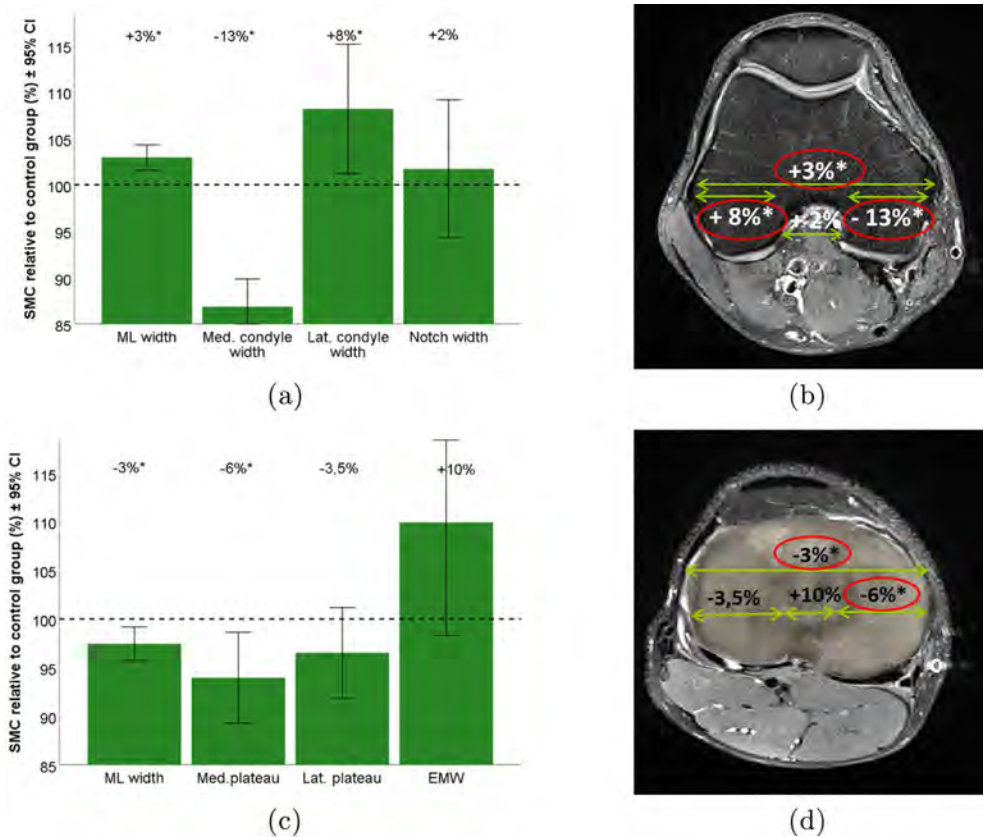 +3%* -13%* +8%* +2%
SMC relative to control group (%) ± 95% CI
115
110
105
100
95
90
85
ML width Med. condyle width Lat. condyle width Notch width
(a)
+3%*
+ 8%* +-2% - 13%*
(b)
-3%* -6%* -3,5% +10%
SMC relative to control group (%) ± 95% CI
115
110
105
100
95
90
85
ML width Med.plateau Lat. plateau EMW
(c)
-3%*
-3,5% +10% -6%*
(d)